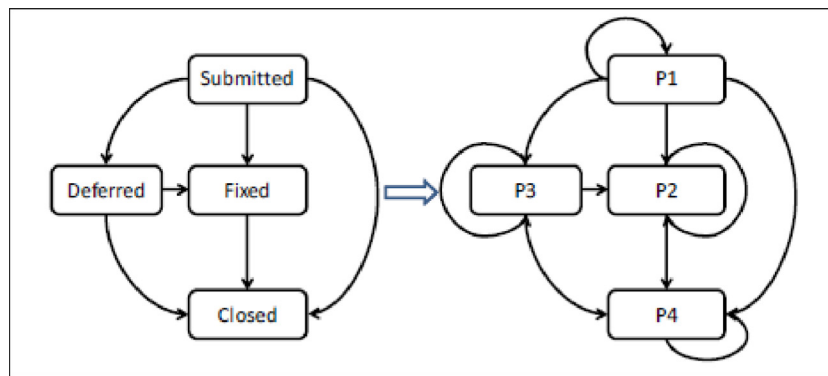 Submitted
P1
Deferred
Fixed
P3
P2
Closed
P4